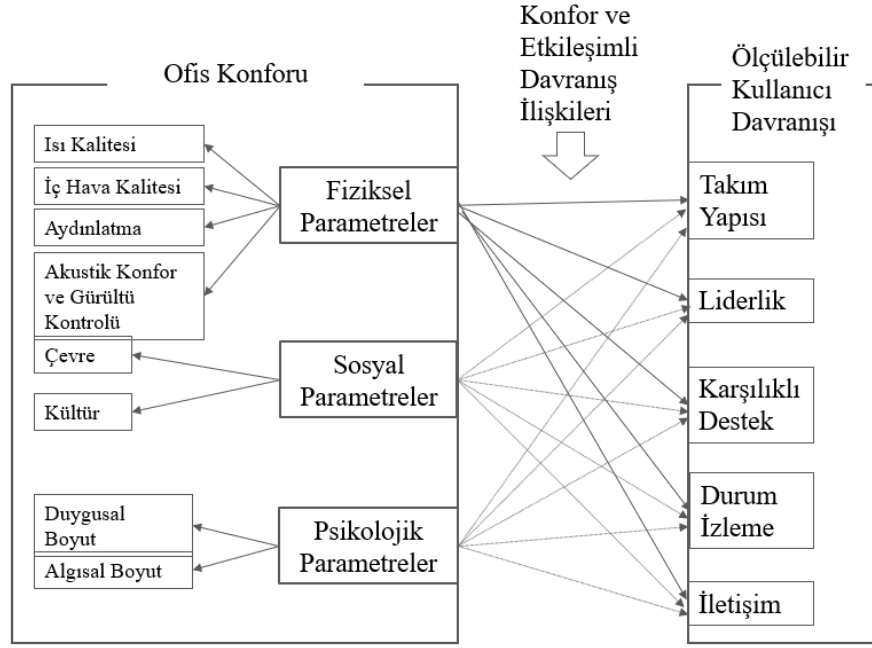 Ofis Konforu
Isı Kalitesi
İç Hava Kalitesi
Aydınlatma
Akustik Konfor
ve Gürültü
Kontrolü
Çevre
Kültür
Duygusal
Boyut
Algısal Boyut
Fiziksel
Parametreler
Sosyal
Parametreler
Psikolojik
Parametreler
Konfor ve
Etkileşimli
Davranış
İlişkileri
Ölçülebilir
Kullanıcı
Davranışı
Takım
Yapısı
Liderlik
Karşılıklı
Destek
Durum
İzleme
İletişim